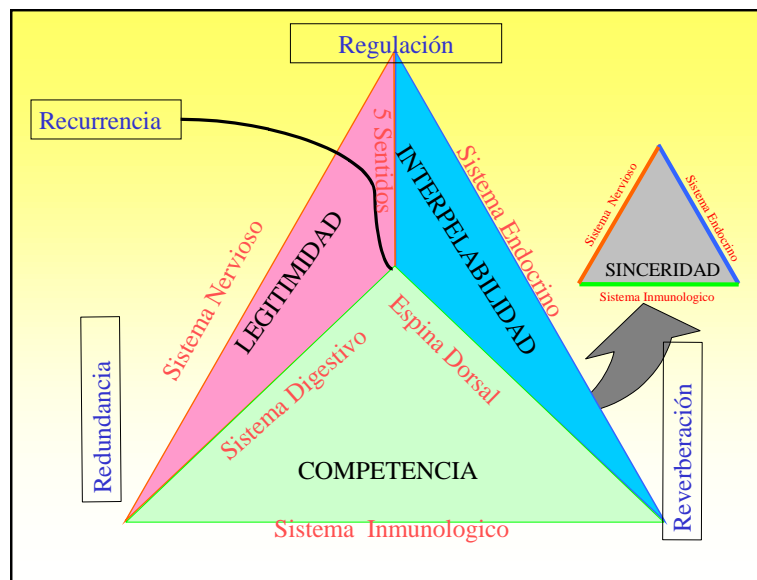 Regulación
Recurrencia
5 Sentidos
INTERPELABILIDAD
Sistema Endocrino
LEGITIMIDAD
Sistema Nervioso
Sistema Nervioso
Sistema Endocrino
SINCERIDAD
Sistema Inmunologico
Espina Dorsal
Sistema Digestivo
Redundancia
Reverberación
COMPETENCIA
Sistema Inmunologico